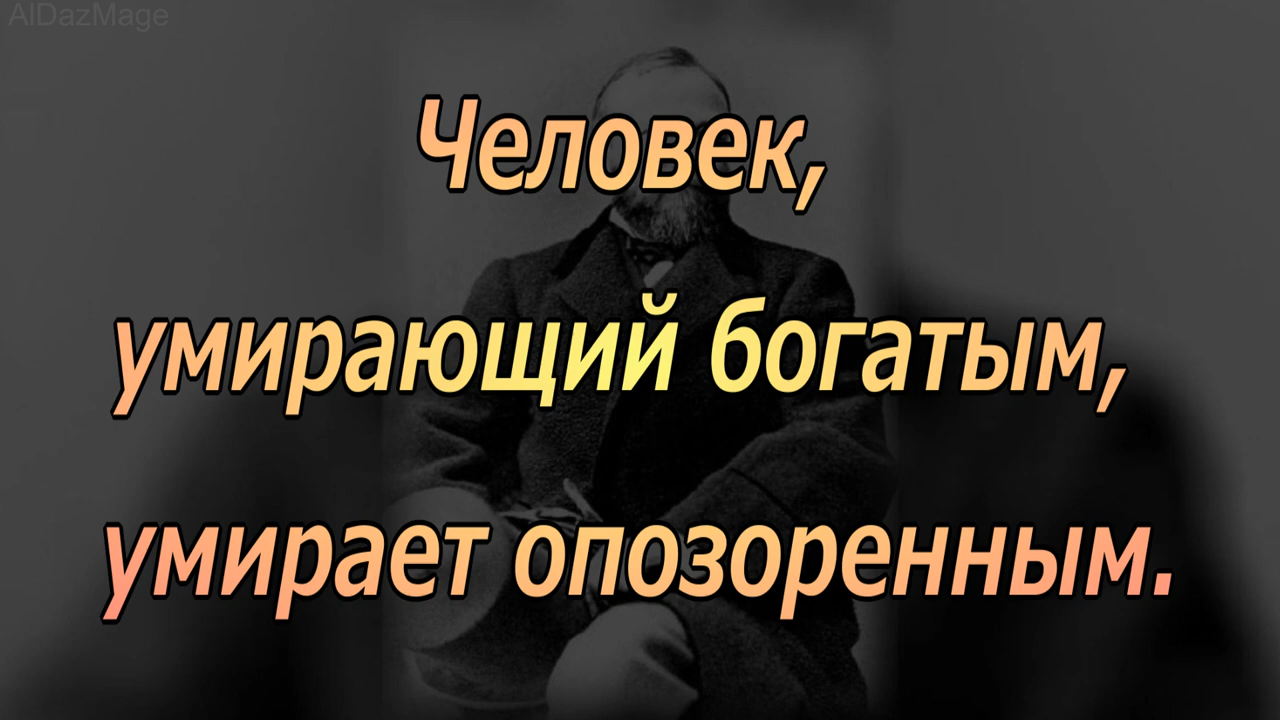 AlDazMage
Человек,
умирающий богатым,
умирает опозоренным.